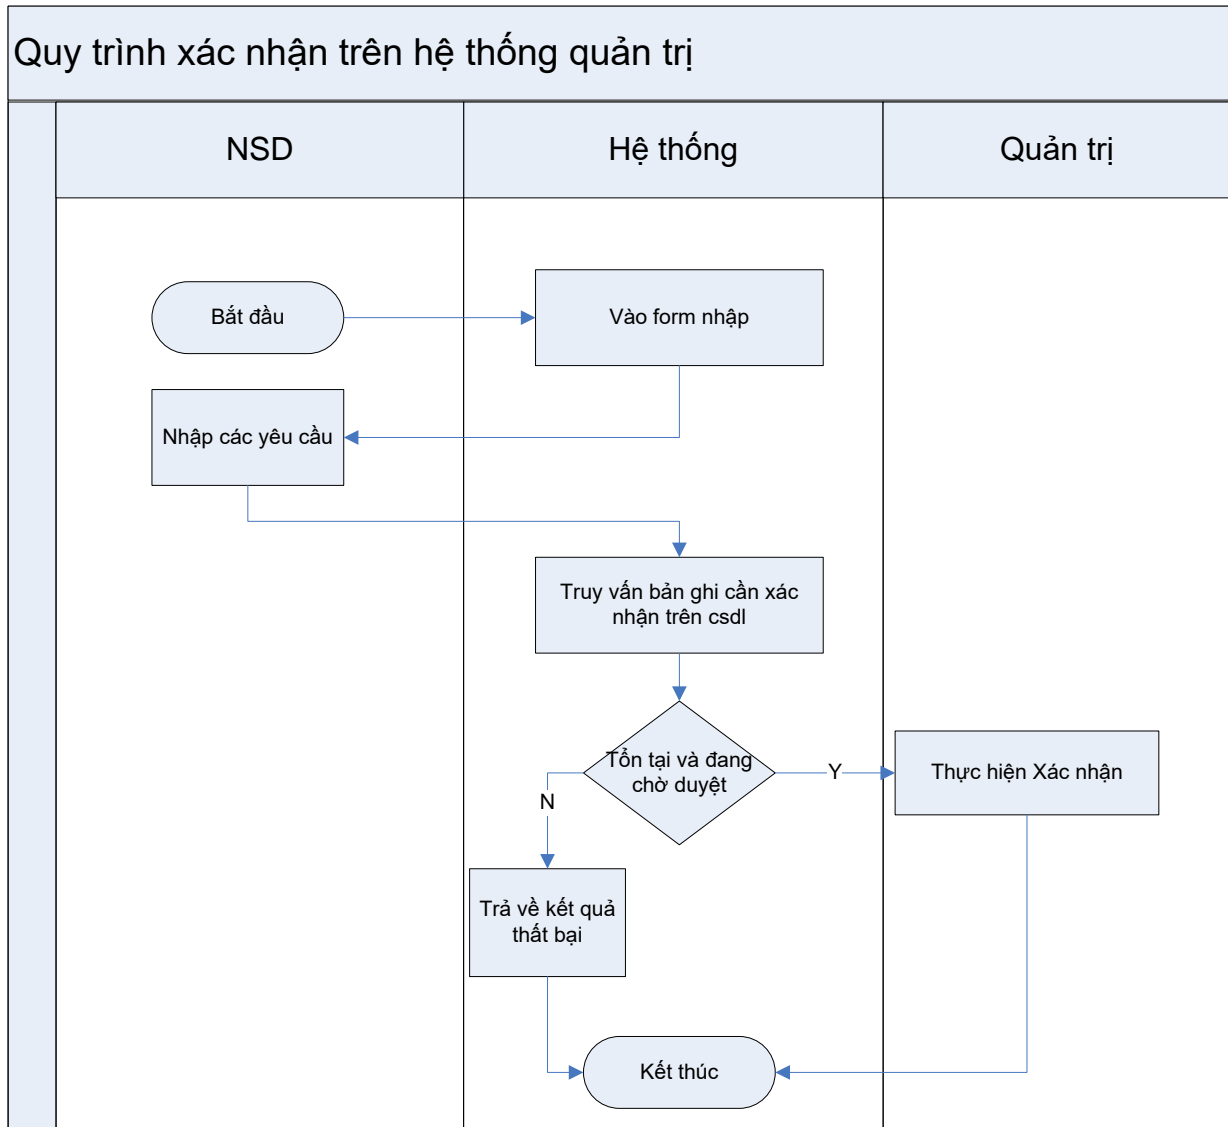 Quy trình xác nhận trên hệ thống quản trị
NSD
Hệ thống
Quản trị
Bắt đầu
Vào form nhập
Nhập các yêu cầu
Truy vấn bản ghi cần xác
nhận trên csdl
Tổn tại và đang
chờ duyệt
Y
Thực hiện Xác nhận
N
Trả về kết quả
thất bại
Kết thúc